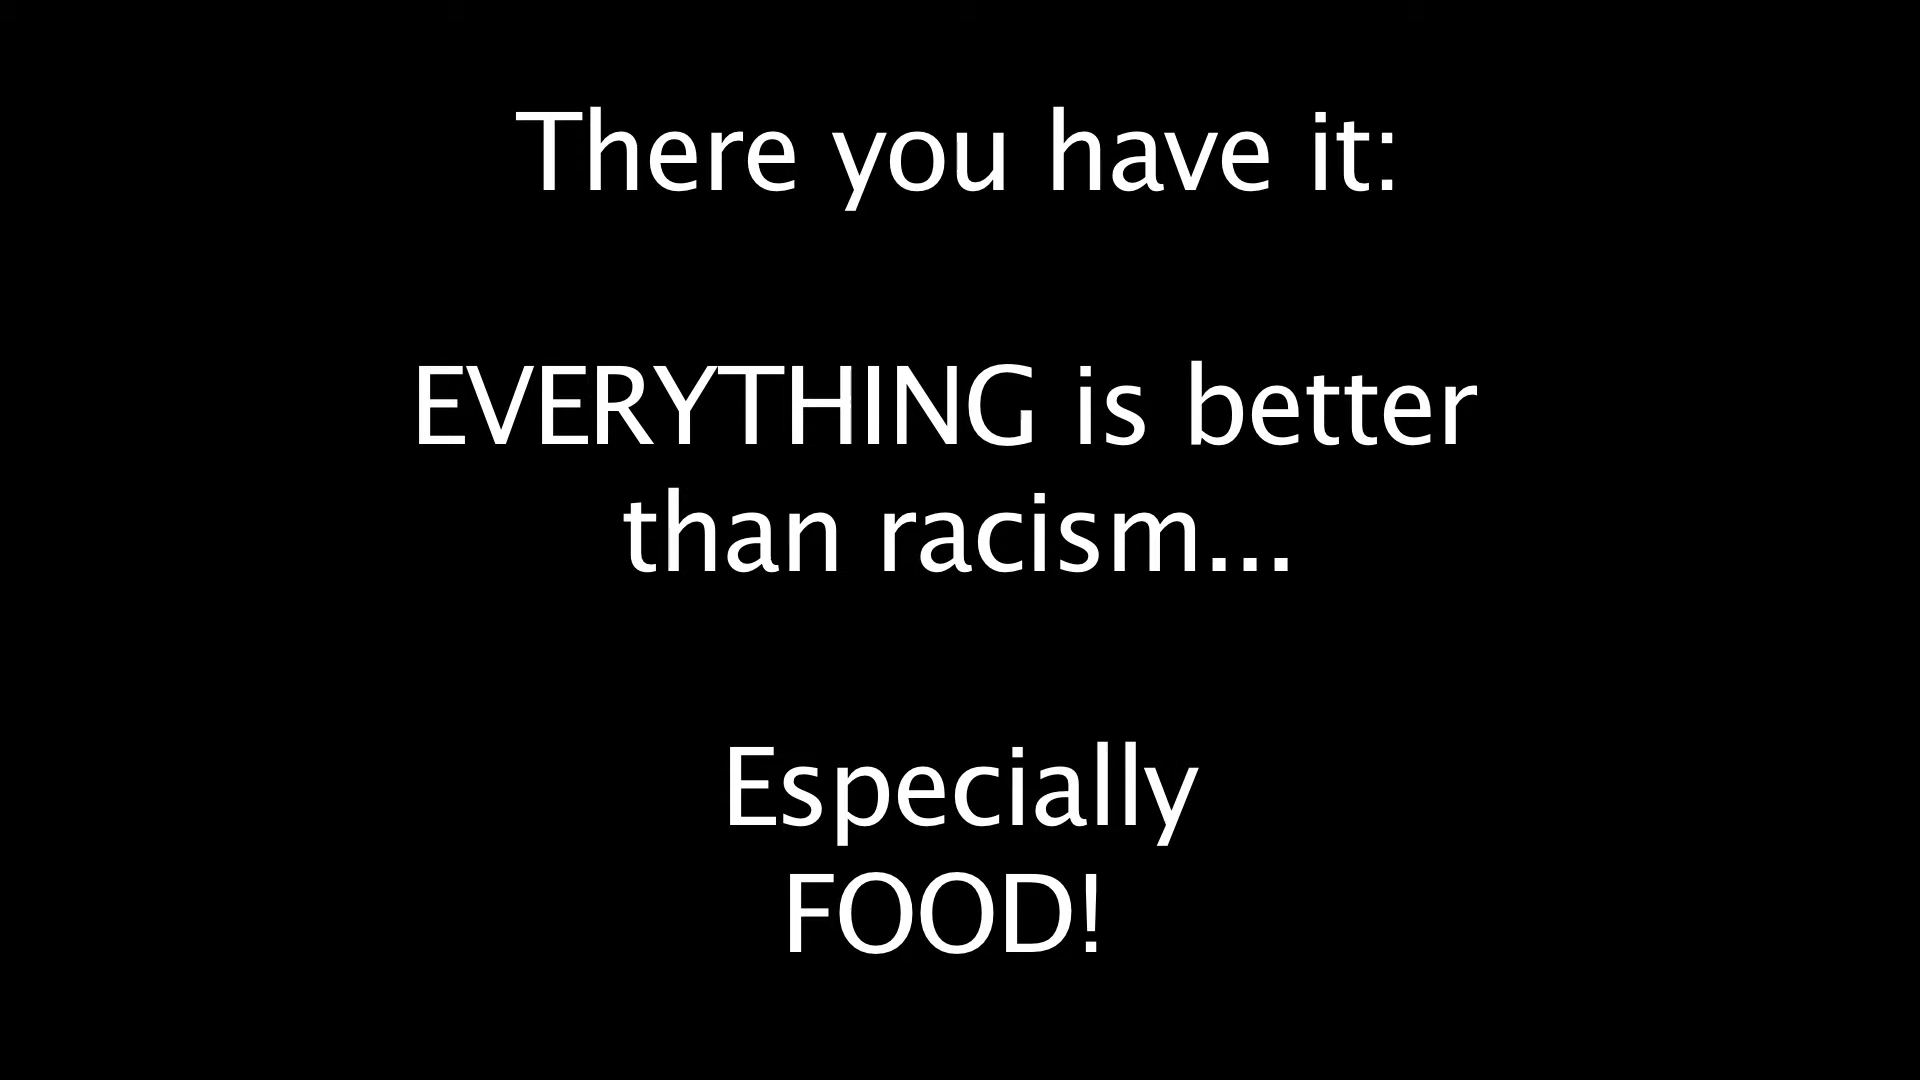 There you have it:
EVERYTHING is better
than racism...
Especially
FOOD!